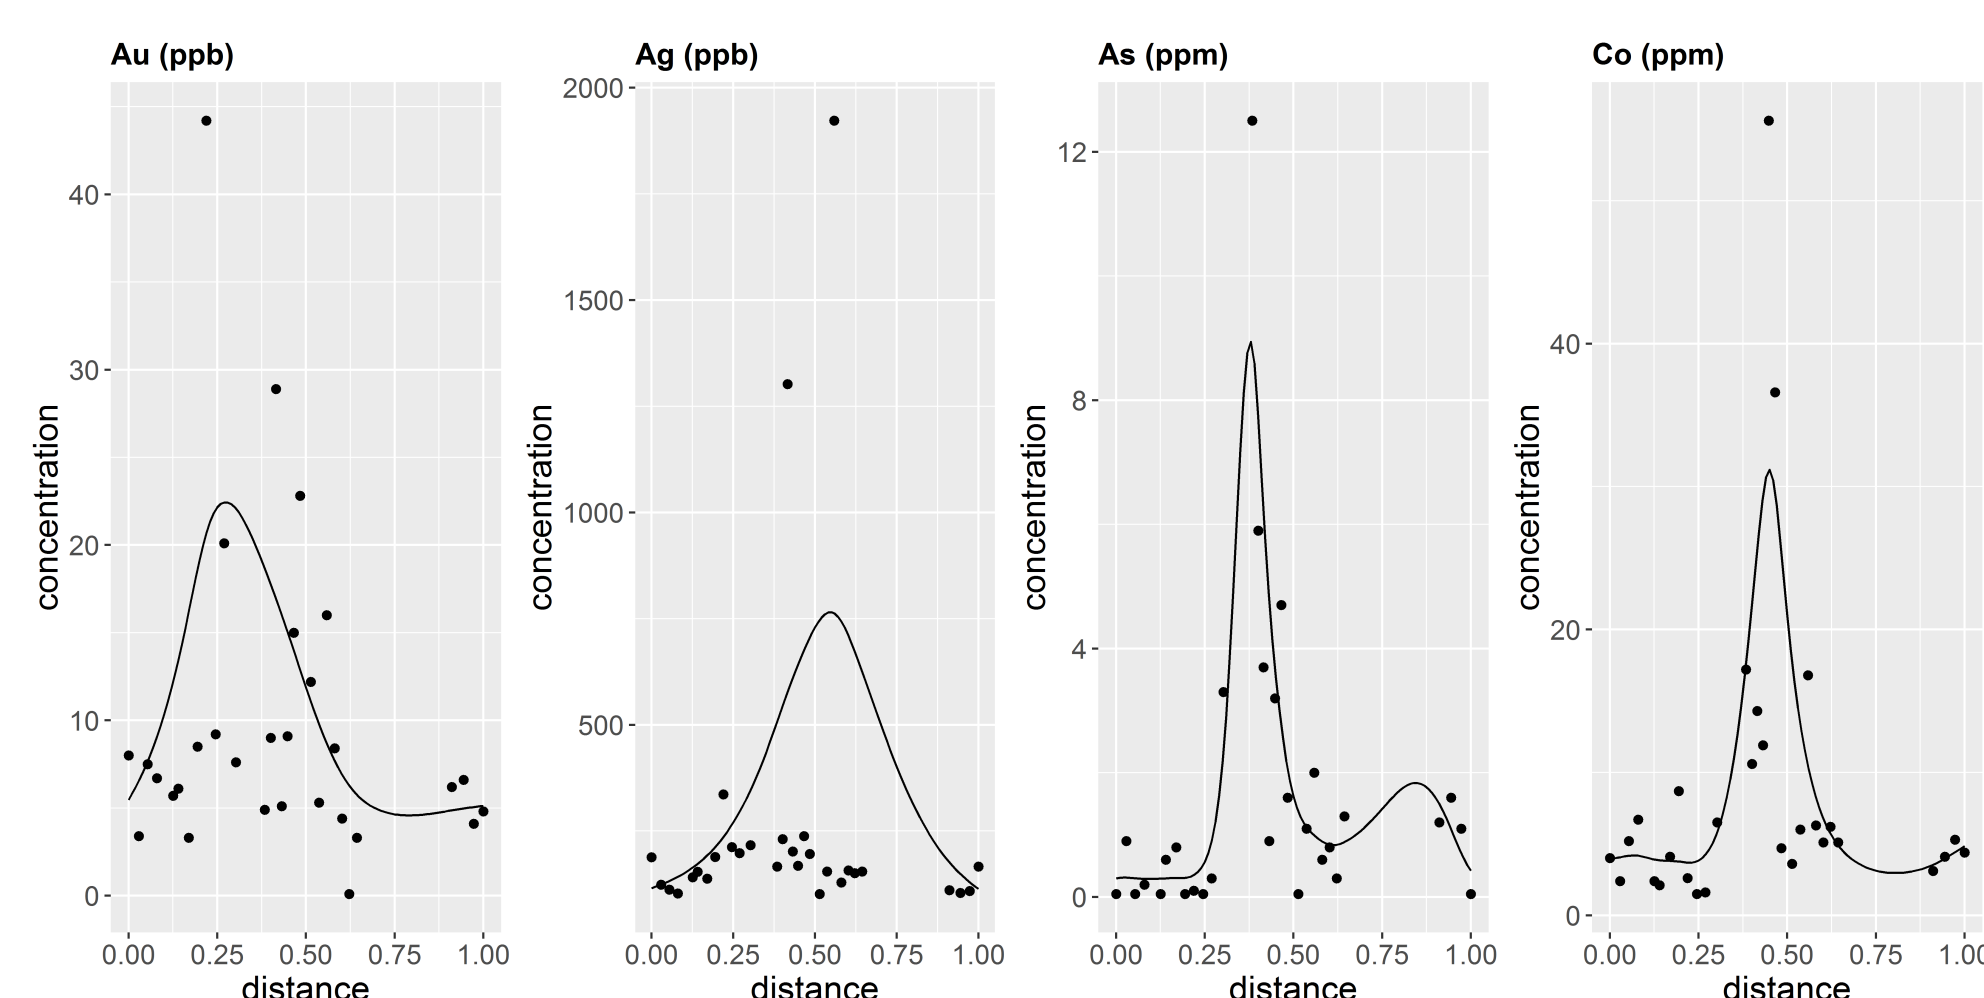 Au (ppb)
concentration
40
30
20
10
0
0.00 0.25 0.50 0.75 1.00
distance
Ag (ppb)
concentration
2000
1500
1000
500
0.00 0.25 0.50 0.75 1.00
distance
As (ppm)
concentration
12
8
4
0
0.00 0.25 0.50 0.75 1.00
distance
Co (ppm)
concentration
40
20
0
0.00 0.25 0.50 0.75 1.00
distance